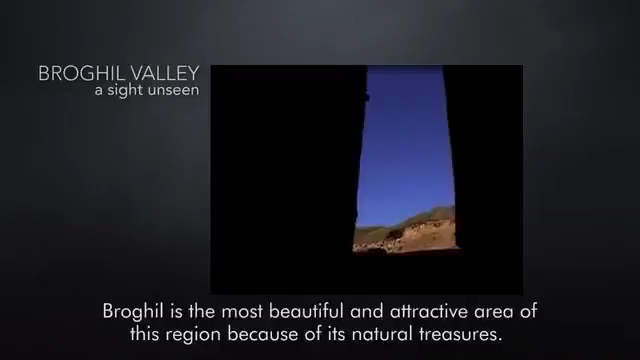 BROGHIL VALLEY
a sight unseen
Broghil is the most beautiful and attractive area of
this region because of its natural treasures.